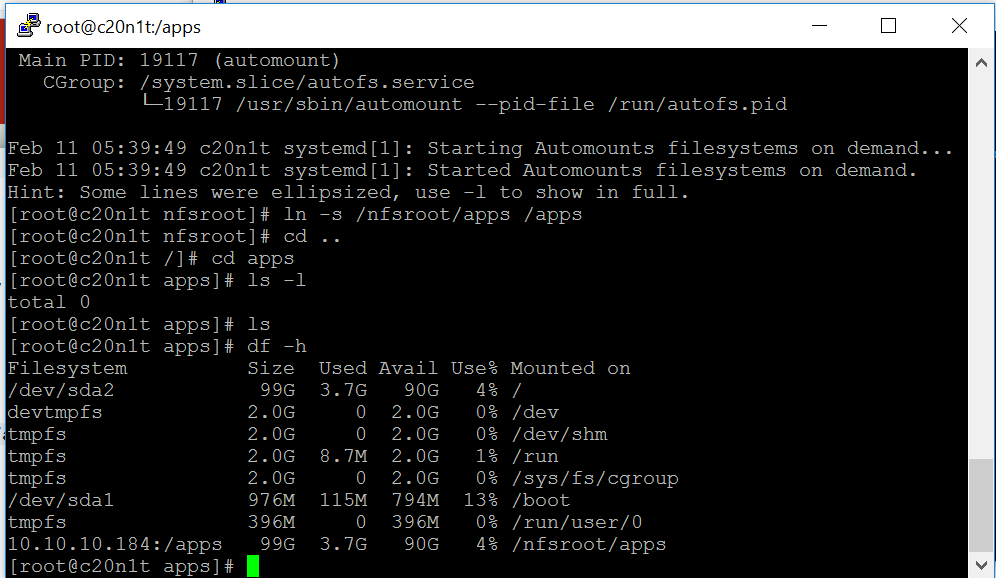 root@c20n1t:/apps
 Main PID: 19117 (automount)
   CGroup: /system.slice/autofs.service
           └─19117 /usr/sbin/automount --pid-file /run/autofs.pid

Feb 11 05:39:49 c20n1t systemd[1]: Starting Automounts filesystems on demand...
Feb 11 05:39:49 c20n1t systemd[1]: Started Automounts filesystems on demand.
Hint: Some lines were ellipsized, use -l to show in full.
[root@c20n1t nfsroot]# ln -s /nfsroot/apps /apps
[root@c20n1t nfsroot]# cd ..
[root@c20n1t /]# cd apps
[root@c20n1t apps]# ls -l
total 0
[root@c20n1t apps]# ls
[root@c20n1t apps]# df -h
Filesystem          Size  Used Avail Use% Mounted on
/dev/sda2            99G  3.7G   90G   4% /
devtmpfs            2.0G     0  2.0G   0% /dev
tmpfs               2.0G     0  2.0G   0% /dev/shm
tmpfs               2.0G  8.7M  2.0G   1% /run
tmpfs               2.0G     0  2.0G   0% /sys/fs/cgroup
/dev/sda1           976M  115M  794M  13% /boot
tmpfs               396M     0  396M   0% /run/user/0
10.10.10.184:/apps   99G  3.7G   90G   4% /nfsroot/apps
[root@c20n1t apps]#